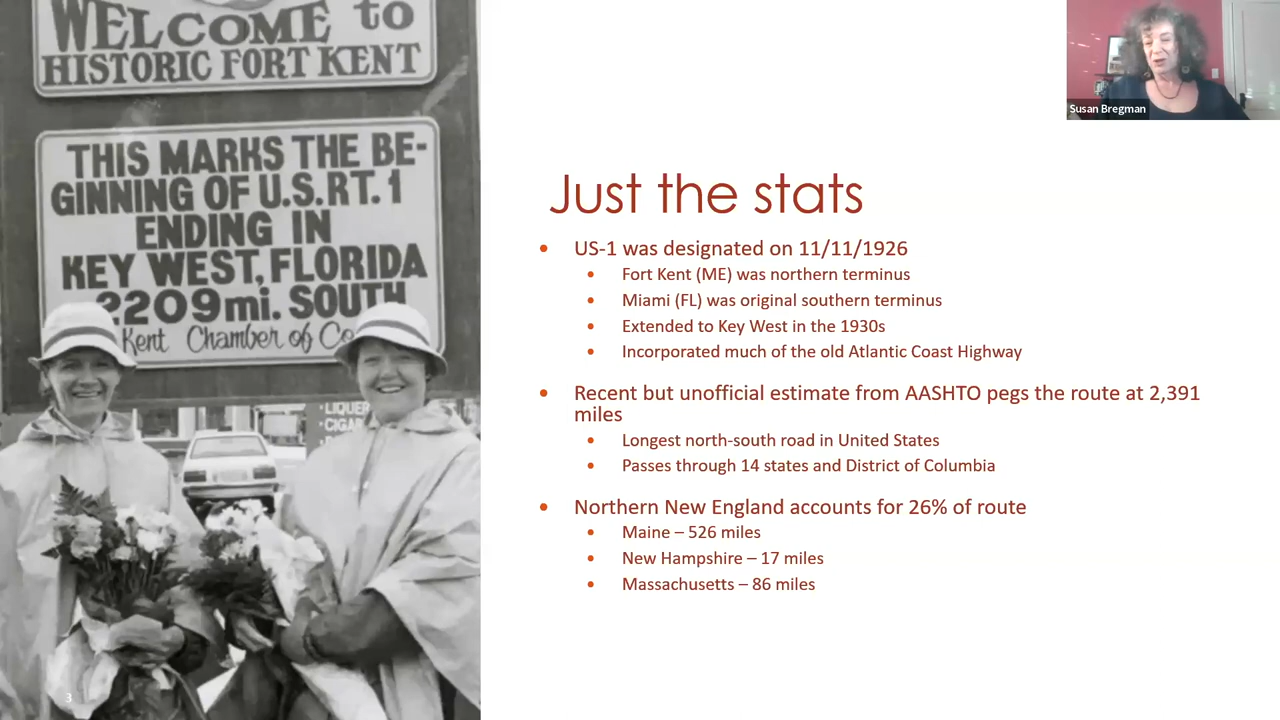 WELCOME to
HISTORIC FORT KENT
THIS MARKS THE BE-
GINNING OF U.S.RT. 1
ENDING IN
KEY WEST, FLORIDA
2209mi. SOUTH
Kent Chamber of Co
LIQUER
CIGAR
3
Susan Bregman
Just the stats
• US-1 was designated on 11/11/1926
• Fort Kent (ME) was northern terminus
• Miami (FL) was original southern terminus
• Extended to Key West in the 1930s
• Incorporated much of the old Atlantic Coast Highway
• Recent but unofficial estimate from AASHTO pegs the route at 2,391
miles
• Longest north-south road in United States
• Passes through 14 states and District of Columbia
• Northern New England accounts for 26% of route
• Maine – 526 miles
• New Hampshire – 17 miles
• Massachusetts – 86 miles